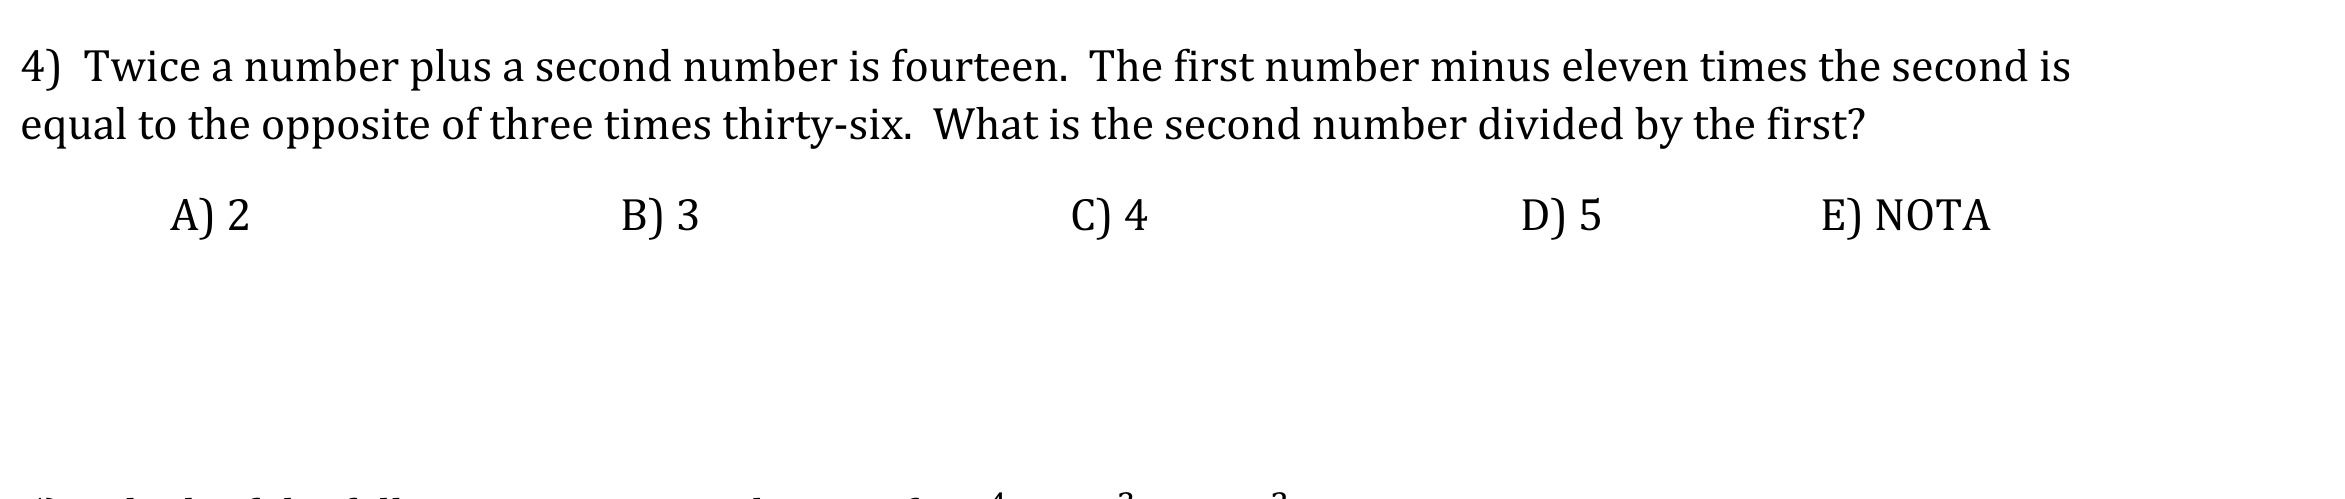 4) Twice a number plus a second number is fourteen. The first number minus eleven times the second is
equal to the opposite of three times thirty-six. What is the second number divided by the first?
A) 2 B) 3 C) 4 D) 5 E) NOTA